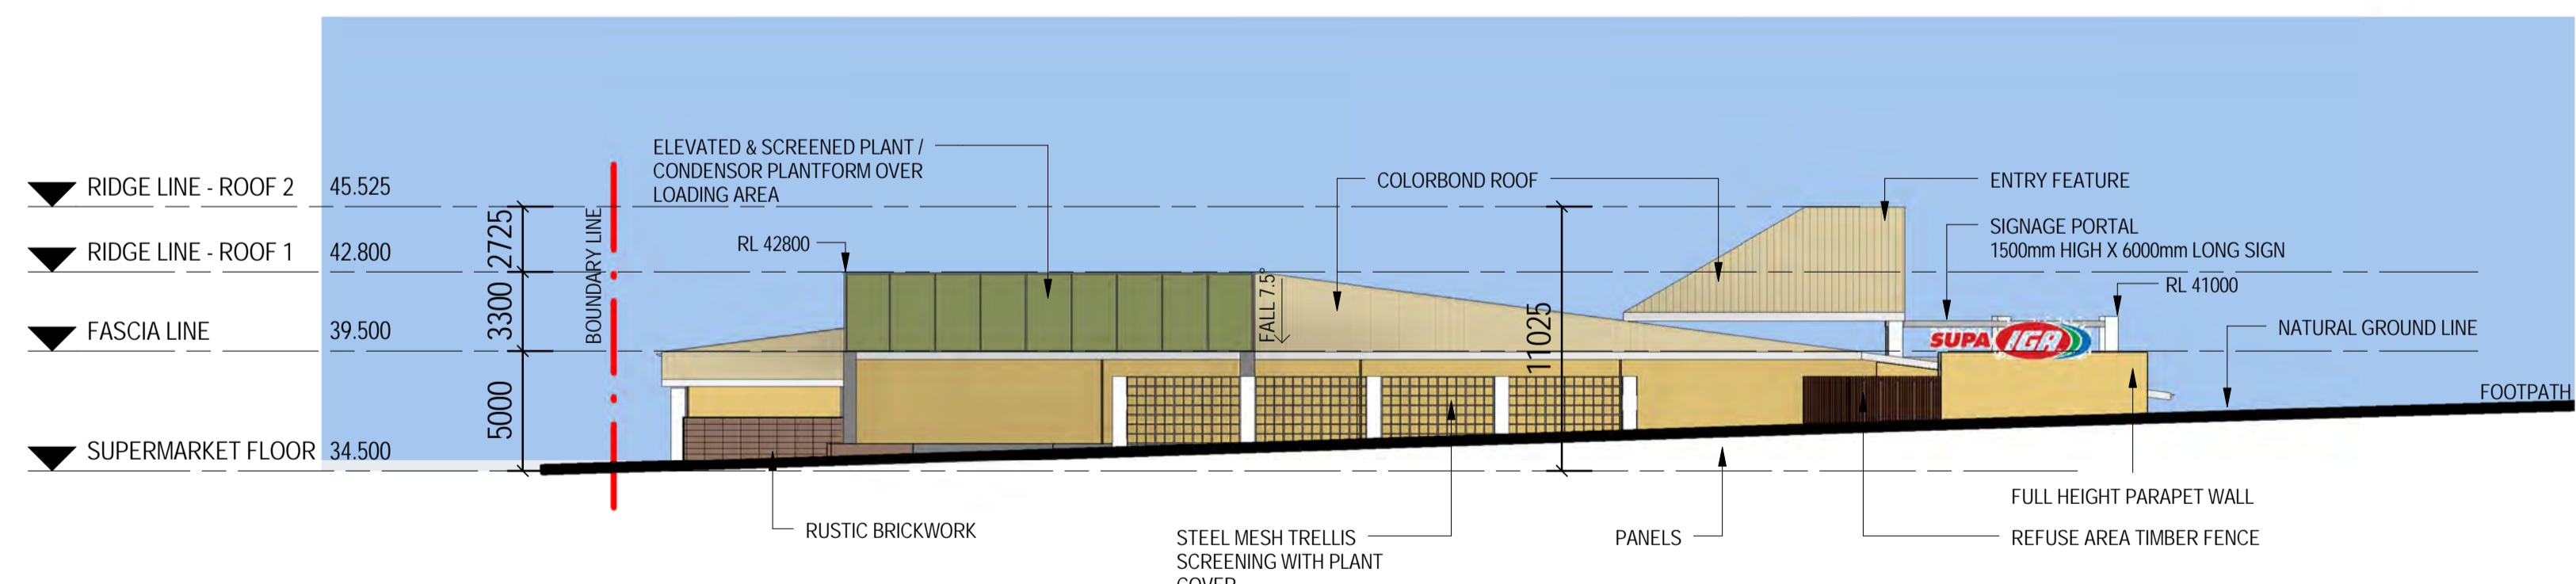 ELEVATED & SCREENED PLANT /
CONDENSOR PLANTFORM OVER
LOADING AREA
RIDGE LINE - ROOF 2 45.525
COLORBOND ROOF
ENTRY FEATURE
SIGNAGE PORTAL
1500mm HIGH X 6000mm LONG SIGN
RIDGE LINE - ROOF 1 42.800
2725
BOUNDARY LINE
RL 42800
FALL 7.5°
RL 41000
FASCIA LINE 39.500
3300
11025
SUPA IGA
NATURAL GROUND LINE
FOOTPATH
5000
SUPERMARKET FLOOR 34.500
RUSTIC BRICKWORK
STEEL MESH TRELLIS
SCREENING WITH PLANT
COVER
PANELS
FULL HEIGHT PARAPET WALL
REFUSE AREA TIMBER FENCE